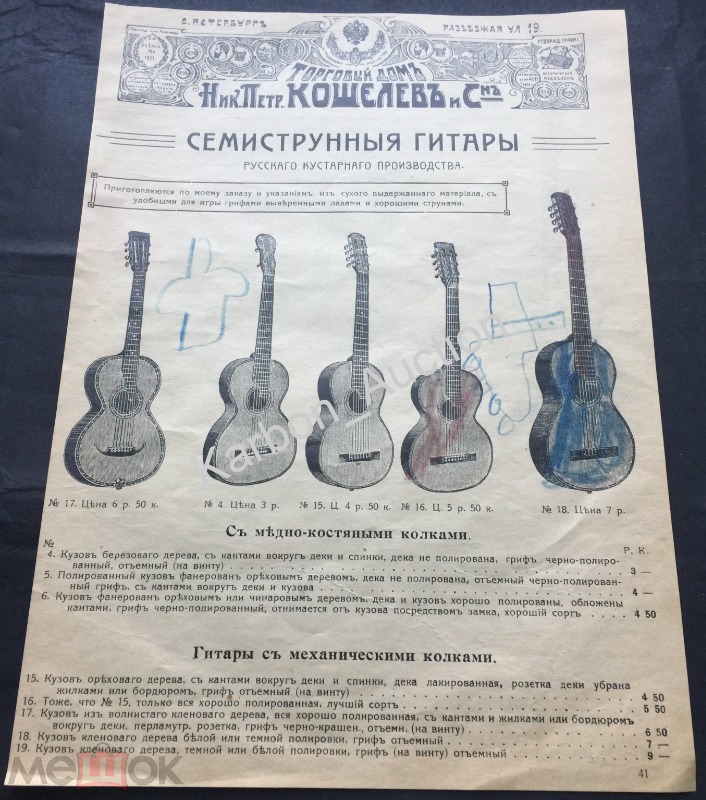 С. ПЕТЕРБУРГЪ
РАЗЪѢЗЖАЯ УЛ 19.
ТОРГОВЫЙ ДОМЪ
НИК. ПЕТР. КОШЕЛЕВЪ И СНЪ
СЕМИСТРУННЫЯ ГИТАРЫ
РУССКАГО КУСТАРНАГО ПРОИЗВОДСТВА.
Приготовляются по моему заказу и указаніямъ, изъ сухого выдержаннаго матеріала, съ
удобными для игры грифами вывѣренными ладами и хорошими струнами.
Karbon_Auction
№ 17. Цѣна 6 р. 50 к. № 4. Цѣна 3 р. № 15. Ц. 4 р. 50 к. № 16. Ц. 5 р. 50 к. № 18. Цѣна 7 р.
Съ мѣдно-костяными колками.
№ Р. К.
4. Кузовъ березоваго дерева, съ кантами вокругъ деки и спинки, дека не полирована, грифъ черно-полиро-
ванный, отъемный (на винту) 3 —
5. Полированный кузовъ фанерованъ орѣховымъ деревомъ, дека не полирована, отъемный черно-полирован-
ный грифъ, съ кантами вокругъ деки и кузова 4 —
6. Кузовъ фанерованъ орѣховымъ или чинаровымъ деревомъ, дека и кузовъ хорошо полированы, обложены
кантами, грифъ черно-полированный, отнимается отъ кузова посредствомъ замка, хорошій сортъ 4 50
Гитары съ механическими колками.
15. Кузовъ орѣховаго дерева, съ кантами вокругъ деки и спинки, дека лакированная, розетка деки убрана
жилками или бордюромъ, грифъ отъемный (на винту) 4 50
16. Тоже, что № 15, только вся хорошо полированная, лучшій сортъ 5 50
17. Кузовъ изъ волнистаго кленоваго дерева, вся хорошо полированная, съ кантами и жилками или бордюромъ
вокругъ деки, перламутр. розетка, грифъ черно-крашен., отъемн. (на винту) 6 50
18. Кузовъ кленоваго дерева бѣлой или темной полировки, грифъ отъемный 7 —
19. Кузовъ кленоваго дерева, темной или бѣлой полировки, грифъ (на винту) отъемный 9 —
41
мешок